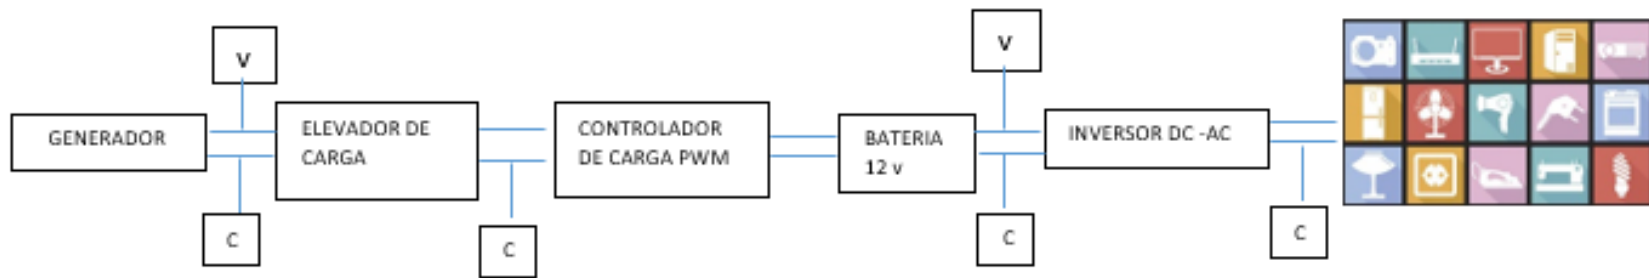 V
GENERADOR
ELEVADOR DE
CARGA
C
C
CONTROLADOR
DE CARGA PWM
BATERIA
12 v
V
C
INVERSOR DC -AC
C